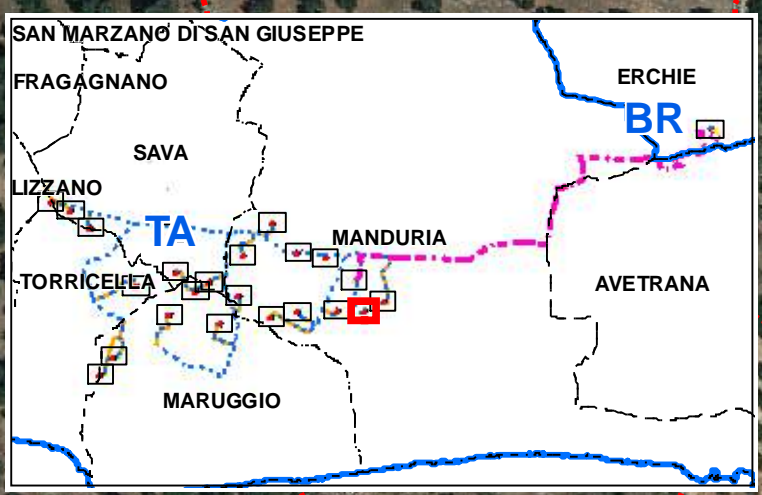 SAN MARZANO DI SAN GIUSEPPE
FRAGAGNANO
ERCHIE
BR
SAVA
LIZZANO
TA
MANDURIA
TORRICELLA
AVETRANA
MARUGGIO